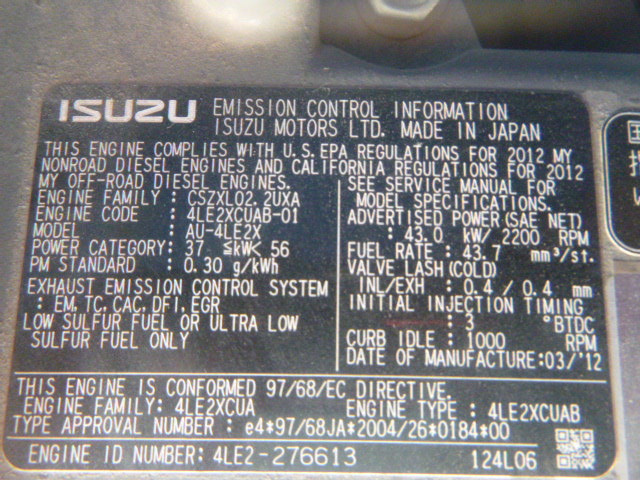 ISUZU EMISSION CONTROL INFORMATION
ISUZU MOTORS LTD. MADE IN JAPAN
THIS ENGINE COMPLIES WITH U.S.EPA REGULATIONS FOR 2012 MY
NONROAD DIESEL ENGINES AND CALIFORNIA REGULATIONS FOR 2012
MY OFF-ROAD DIESEL ENGINES.
ENGINE FAMILY : CSZXL02.2UXA
ENGINE CODE : 4LE2XCUAB-01
MODEL : AU-4LE2X
POWER CATEGORY : 37 ≦kW< 56
PM STANDARD : 0.30 g/kWh
EXHAUST EMISSION CONTROL SYSTEM
: EM,TC,CAC,DFI,EGR
LOW SULFUR FUEL OR ULTRA LOW
SULFUR FUEL ONLY
SEE SERVICE MANUAL FOR
MODEL SPECIFICATIONS.
ADVERTISED POWER(SAE NET)
: 43.0 kW/ 2200 RPM
FUEL RATE : 43.7 mm³/st.
VALVE LASH(COLD)
INL/EXH : 0.4 / 0.4 mm
INITIAL INJECTION TIMING
: 3 °BTDC
CURB IDLE : 1000 RPM
DATE OF MANUFACTURE:03/'12
THIS ENGINE IS CONFORMED 97/68/EC DIRECTIVE.
ENGINE FAMILY: 4LE2XCUA ENGINE TYPE : 4LE2XCUAB
TYPE APPROVAL NUMBER : e4*97/68JA*2004/26*0184*00
ENGINE ID NUMBER: 4LE2-276613 124L06